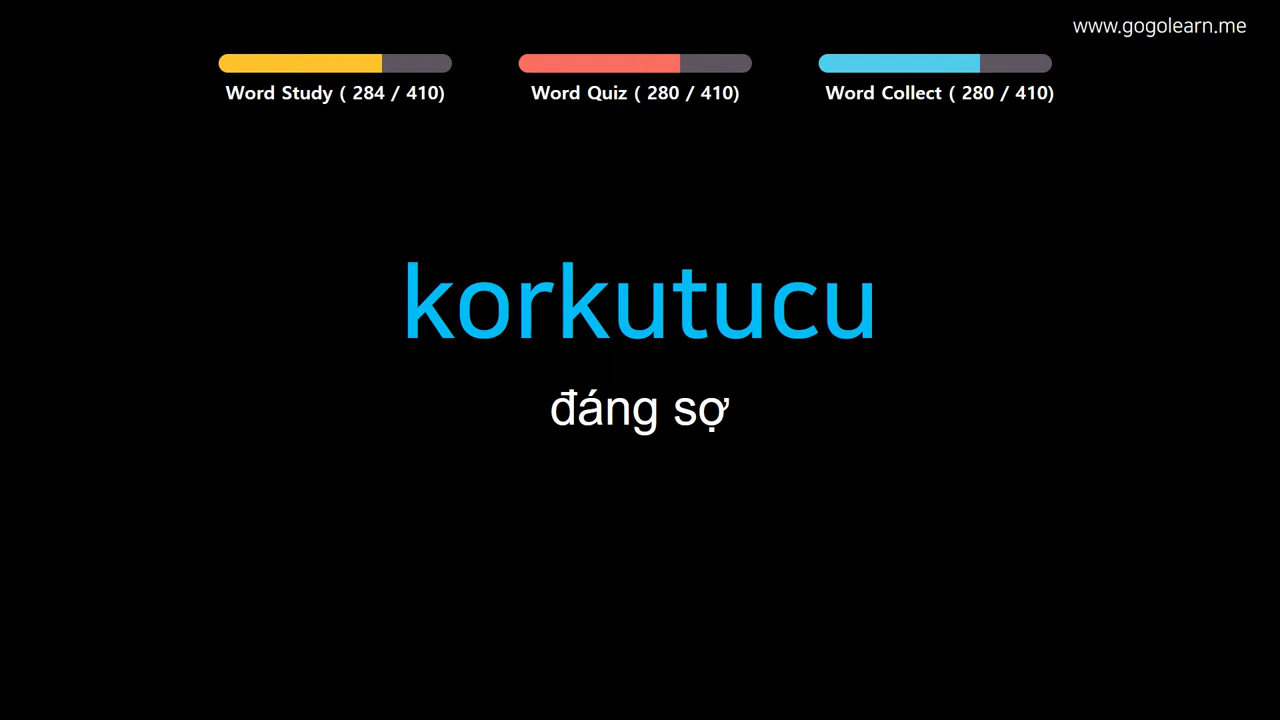 www.gogolearn.me
Word Study ( 284 / 410)
Word Quiz ( 280 / 410)
Word Collect ( 280 / 410)
korkutucu
đáng sợ